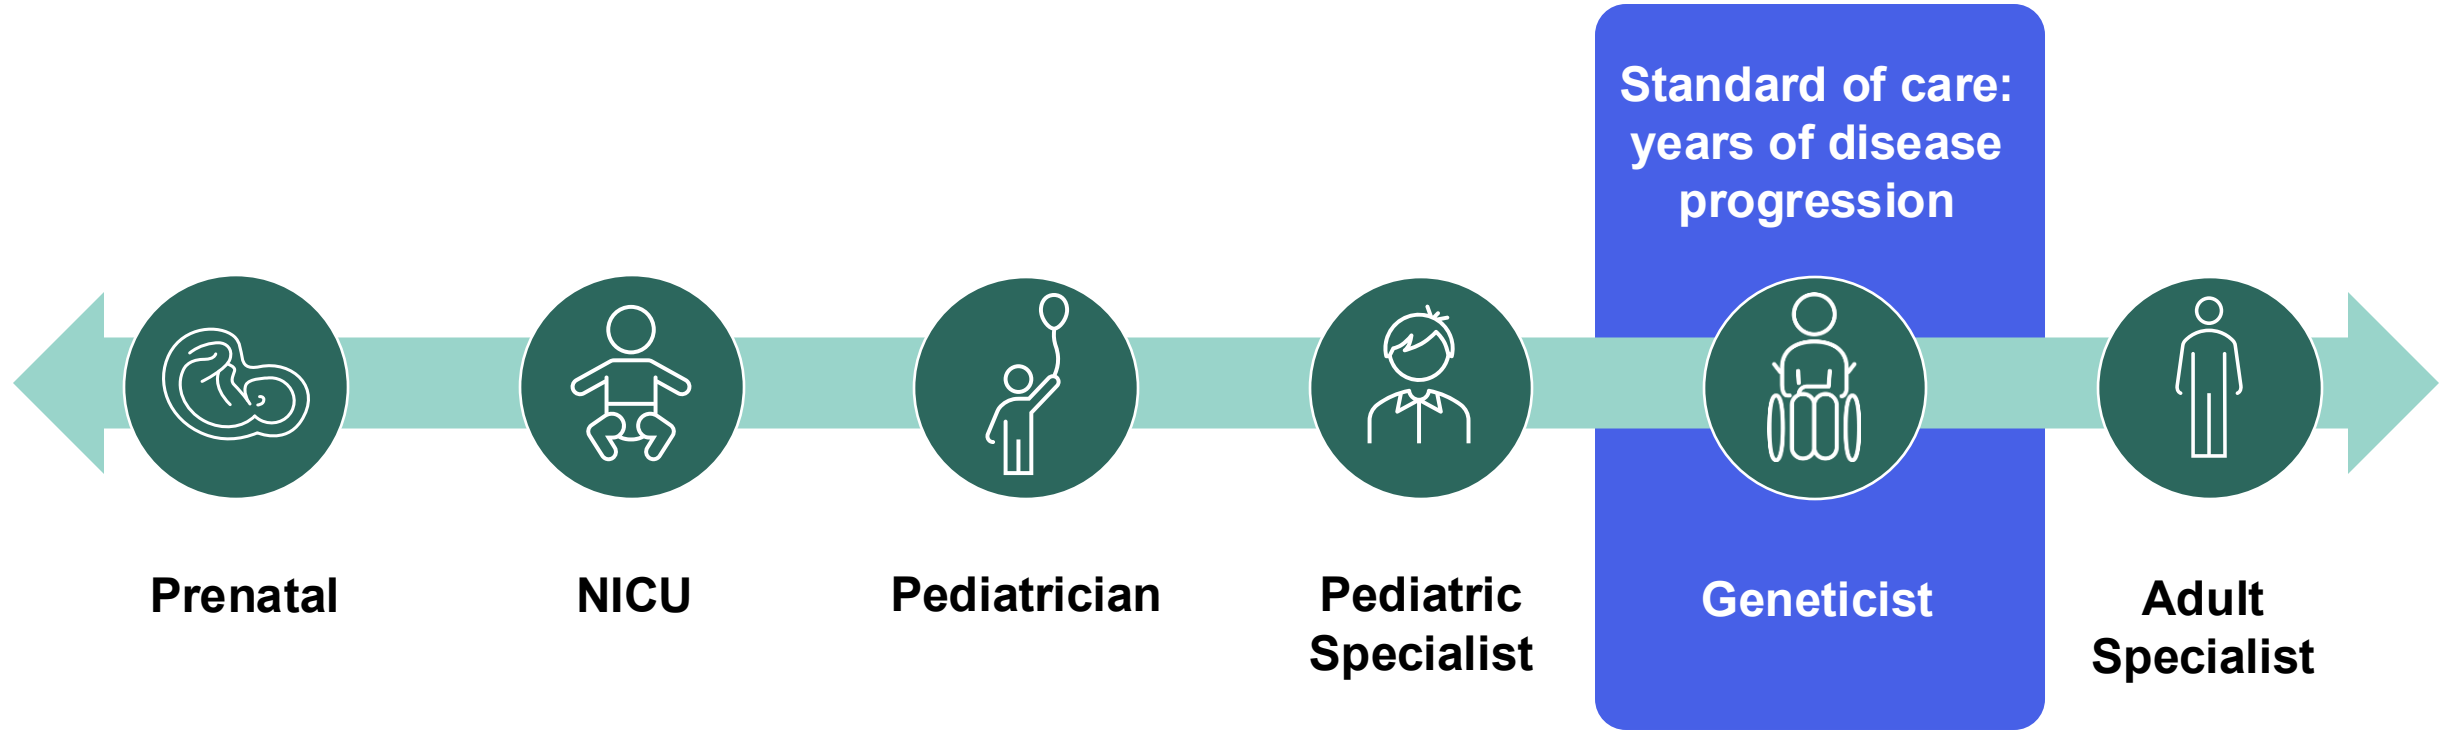 Standard of care:
years of disease
progression
Prenatal
NICU
Pediatrician
Pediatric
Specialist
Geneticist
Adult
Specialist